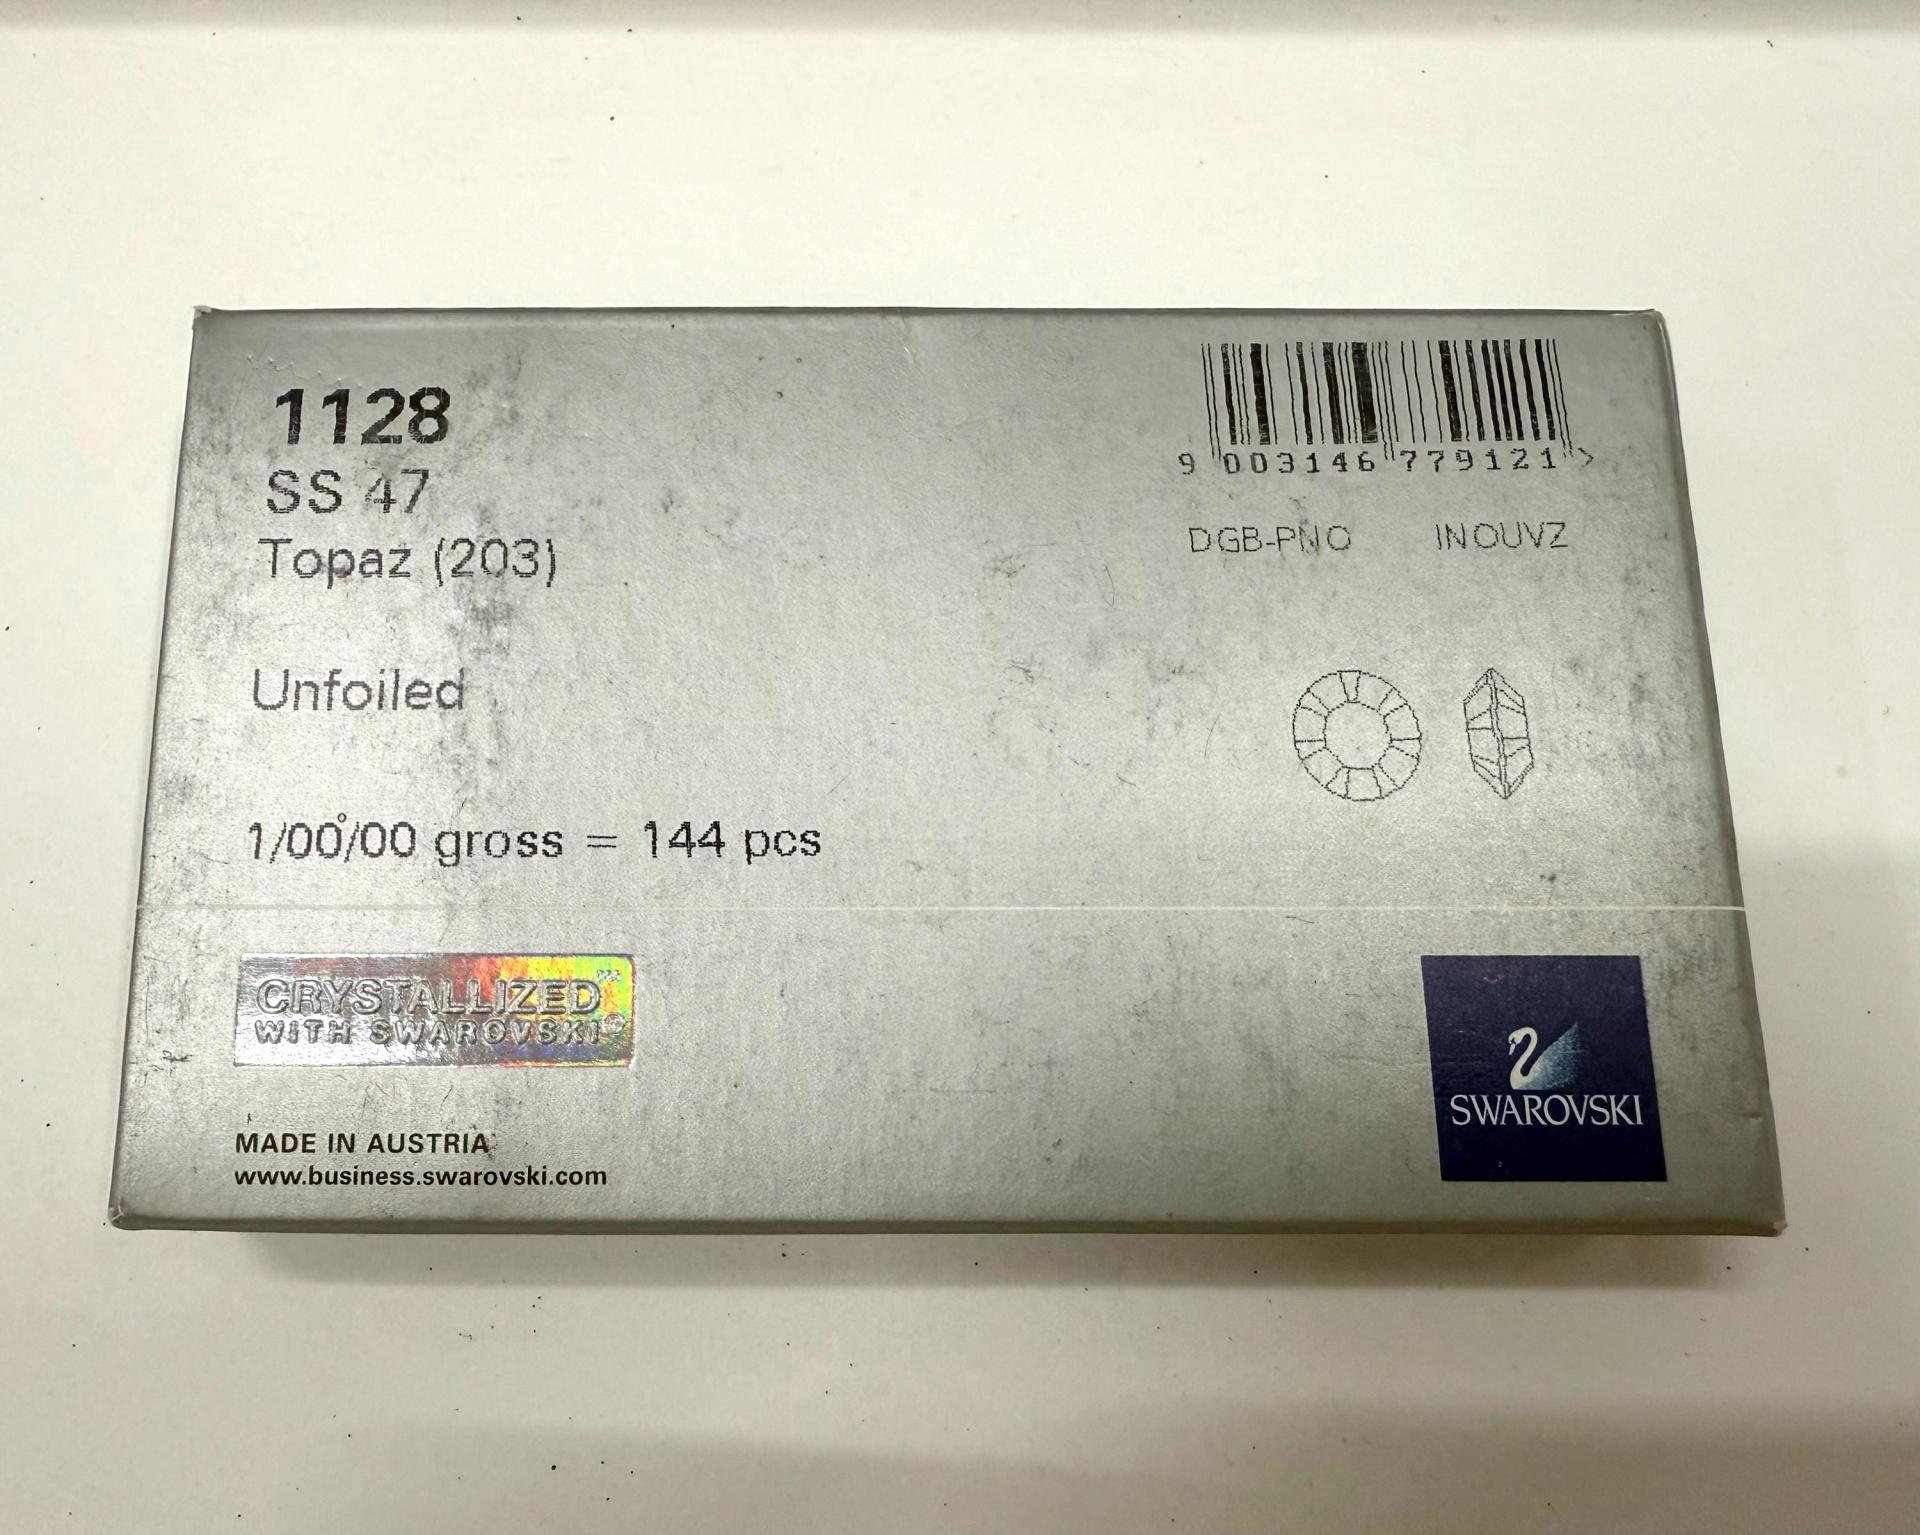 1128
SS 47
Topaz (203)
Unfoiled
1/00/00 gross = 144 pcs
9 003146 779121 >
DGB-PNO INOUVZ
CRYSTALLIZED™
WITH SWAROVSKI®
MADE IN AUSTRIA
www.business.swarovski.com
SWAROVSKI